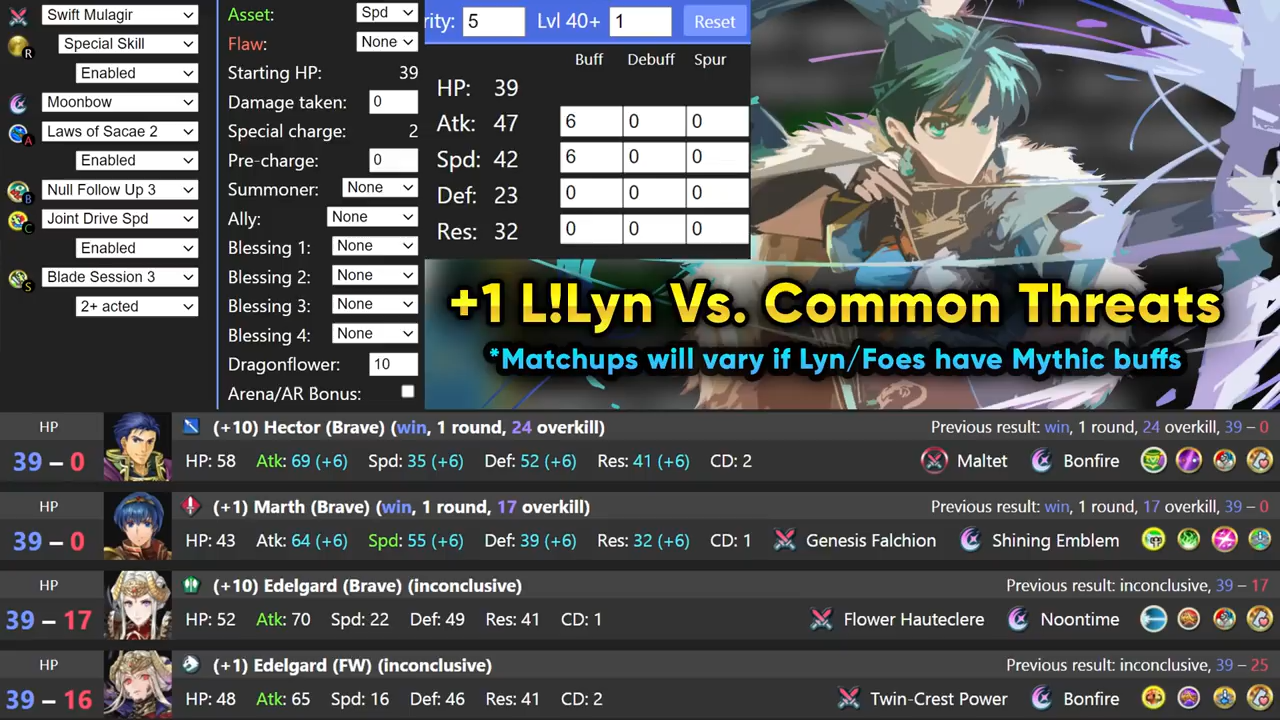 Swift Mulagir
R
Special Skill
Enabled
Moonbow
Laws of Sacae 2
A
Enabled
Null Follow Up 3
B
Joint Drive Spd
C
Enabled
Blade Session 3
S
2+ acted
Asset: Spd
Flaw: None
Starting HP: 39
Damage taken: 0
Special charge: 2
Pre-charge: 0
Summoner: None
Ally: None
Blessing 1: None
Blessing 2: None
Blessing 3: None
Blessing 4: None
Dragonflower: 10
Arena/AR Bonus:
rity: 5 Lvl 40+ 1 Reset
Buff Debuff Spur
HP: 39
Atk: 47 6 0 0
Spd: 42 6 0 0
Def: 23 0 0 0
Res: 32 0 0 0
+1 L!Lyn Vs. Common Threats
*Matchups will vary if Lyn/Foes have Mythic buffs
HP (+10) Hector (Brave) (win, 1 round, 24 overkill) Previous result: win, 1 round, 24 overkill, 39 – 0
39 – 0 HP: 58 Atk: 69 (+6) Spd: 35 (+6) Def: 52 (+6) Res: 41 (+6) CD: 2 Maltet Bonfire
HP (+1) Marth (Brave) (win, 1 round, 17 overkill) Previous result: win, 1 round, 17 overkill, 39 – 0
39 – 0 HP: 43 Atk: 64 (+6) Spd: 55 (+6) Def: 39 (+6) Res: 32 (+6) CD: 1 Genesis Falchion Shining Emblem
HP (+10) Edelgard (Brave) (inconclusive) Previous result: inconclusive, 39 – 17
39 – 17 HP: 52 Atk: 70 Spd: 22 Def: 49 Res: 41 CD: 1 Flower Hauteclere Noontime
HP (+1) Edelgard (FW) (inconclusive) Previous result: inconclusive, 39 – 25
39 – 16 HP: 48 Atk: 65 Spd: 16 Def: 46 Res: 41 CD: 2 Twin-Crest Power Bonfire